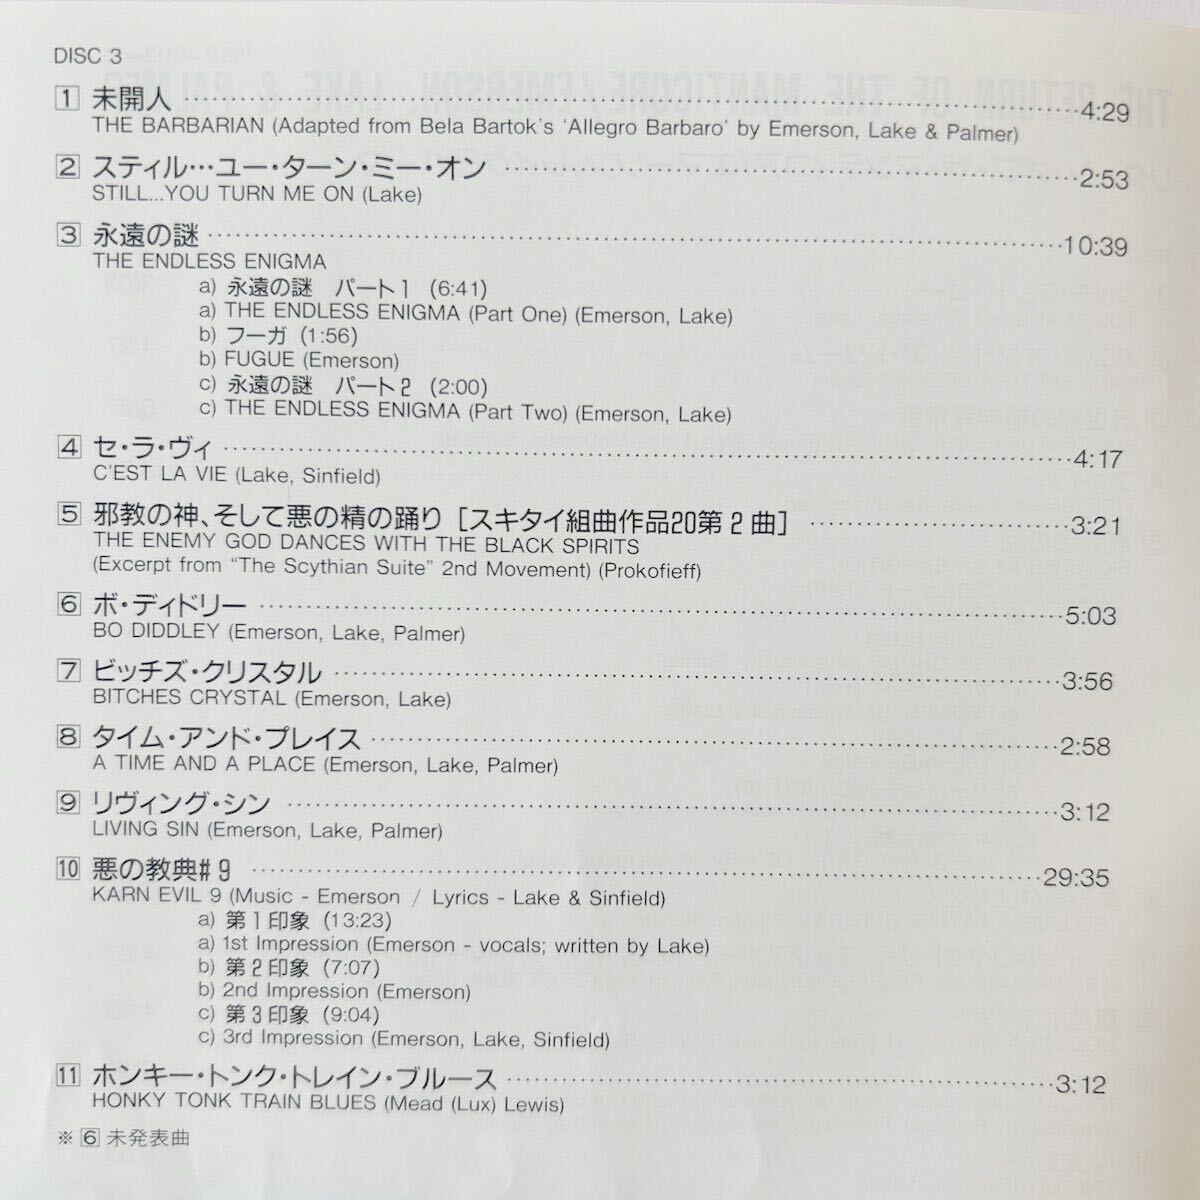 DISC 3
1 未開人 4:29
THE BARBARIAN (Adapted from Bela Bartok's 'Allegro Barbaro' by Emerson, Lake & Palmer)
2 スティル…ユー・ターン・ミー・オン 2:53
STILL...YOU TURN ME ON (Lake)
3 永遠の謎 10:39
THE ENDLESS ENIGMA
a) 永遠の謎 パート1 (6:41)
a) THE ENDLESS ENIGMA (Part One) (Emerson, Lake)
b) フーガ (1:56)
b) FUGUE (Emerson)
c) 永遠の謎 パート2 (2:00)
c) THE ENDLESS ENIGMA (Part Two) (Emerson, Lake)
4 セ・ラ・ヴィ 4:17
C'EST LA VIE (Lake, Sinfield)
5 邪教の神、そして悪の精の踊り [スキタイ組曲作品20第2曲] 3:21
THE ENEMY GOD DANCES WITH THE BLACK SPIRITS
(Excerpt from "The Scythian Suite" 2nd Movement) (Prokofieff)
6 ボ・ディドリー 5:03
BO DIDDLEY (Emerson, Lake, Palmer)
7 ビッチズ・クリスタル 3:56
BITCHES CRYSTAL (Emerson, Lake)
8 タイム・アンド・プレイス 2:58
A TIME AND A PLACE (Emerson, Lake, Palmer)
9 リヴィング・シン 3:12
LIVING SIN (Emerson, Lake, Palmer)
10 悪の教典#9 29:35
KARN EVIL 9 (Music - Emerson / Lyrics - Lake & Sinfield)
a) 第1印象 (13:23)
a) 1st Impression (Emerson - vocals; written by Lake)
b) 第2印象 (7:07)
b) 2nd Impression (Emerson)
c) 第3印象 (9:04)
c) 3rd Impression (Emerson, Lake, Sinfield)
11 ホンキー・トンク・トレイン・ブルース 3:12
HONKY TONK TRAIN BLUES (Mead (Lux) Lewis)
※6 未発表曲